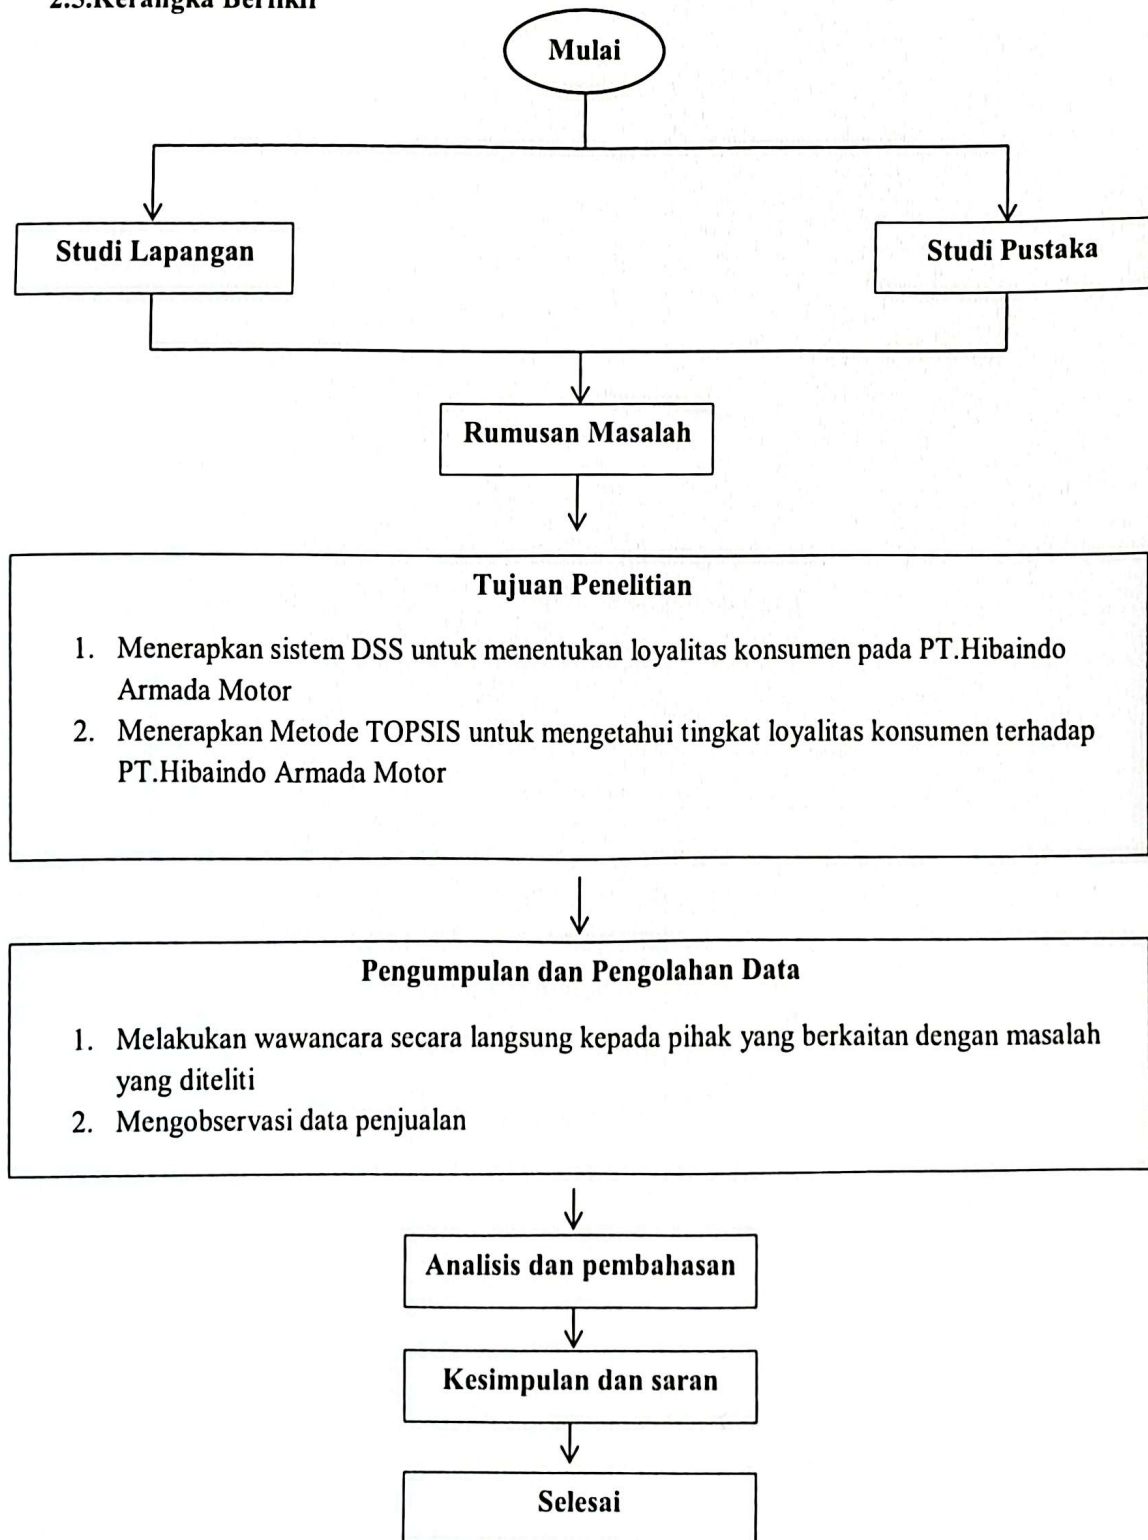 Mulai
Studi Lapangan
Studi Pustaka
Rumusan Masalah
Tujuan Penelitian
1. Menerapkan sistem DSS untuk menentukan loyalitas konsumen pada PT.Hibaindo
Armada Motor
2. Menerapkan Metode TOPSIS untuk mengetahui tingkat loyalitas konsumen terhadap
PT.Hibaindo Armada Motor
Pengumpulan dan Pengolahan Data
1. Melakukan wawancara secara langsung kepada pihak yang berkaitan dengan masalah
yang diteliti
2. Mengobservasi data penjualan
Analisis dan pembahasan
Kesimpulan dan saran
Selesai